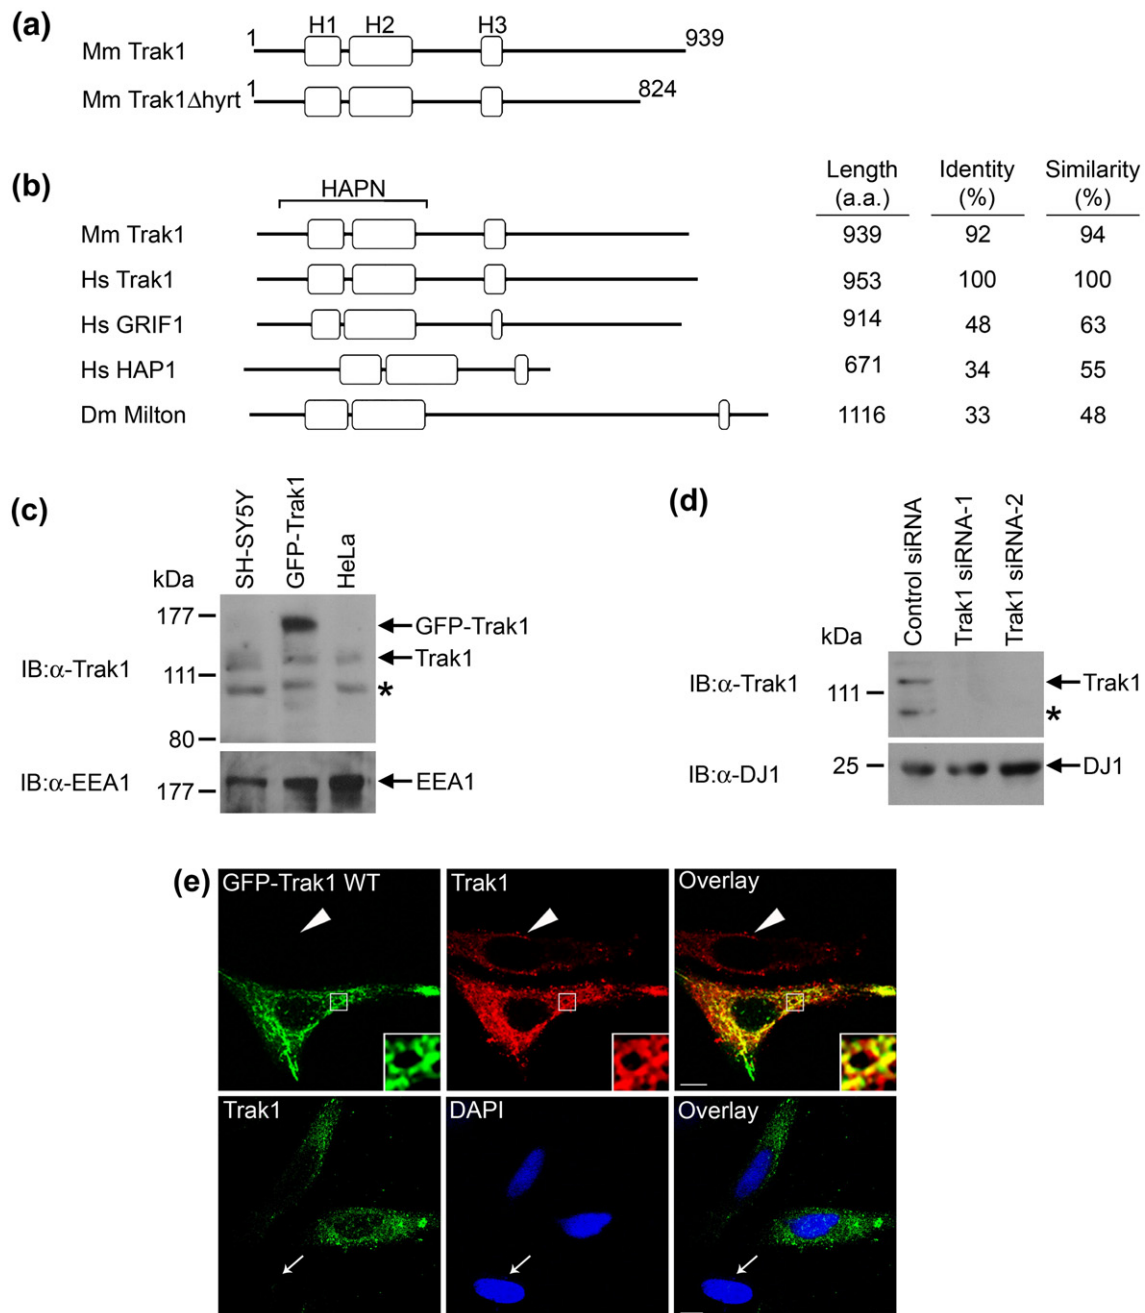 (a)
H1 H2 H3
Mm Trak1 1 939
Mm Trak1Δhyrt 1 824
(b)
HAPN
Length (a.a.) Identity (%) Similarity (%)
Mm Trak1 939 92 94
Hs Trak1 953 100 100
Hs GRIF1 914 48 63
Hs HAP1 671 34 55
Dm Milton 1116 33 48
(c)
SH-SY5Y GFP-Trak1 HeLa
kDa
177
GFP-Trak1
IB:α-Trak1
Trak1
111
*
80
IB:α-EEA1
177
EEA1
(d)
Control siRNA Trak1 siRNA-1 Trak1 siRNA-2
kDa
IB:α-Trak1
111
Trak1
*
IB:α-DJ1
25
DJ1
(e)
GFP-Trak1 WT Trak1 Overlay
Trak1 DAPI Overlay